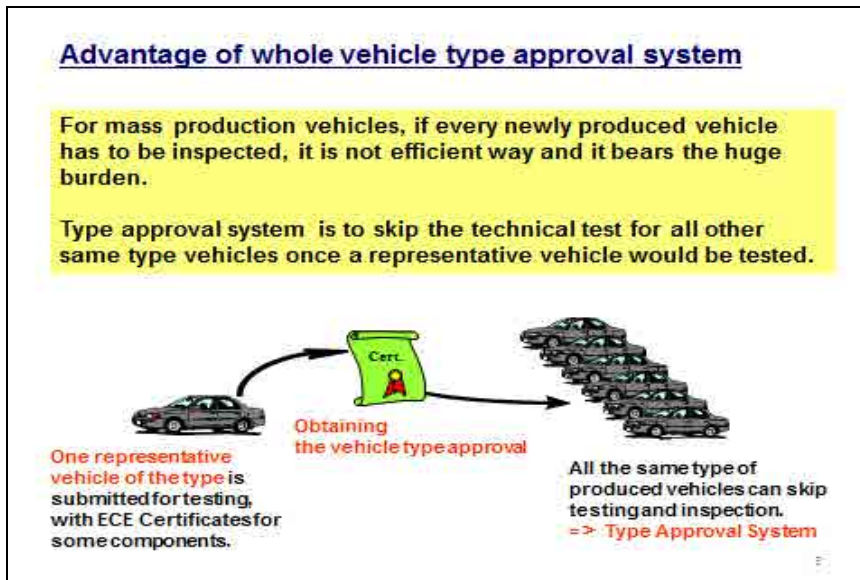 Advantage of whole vehicle type approval system
For mass production vehicles, if every newly produced vehicle
has to be inspected, it is not efficient way and it bears the huge
burden.
Type approval system is to skip the technical test for all other
same type vehicles once a representative vehicle would be tested.
Cert.
One representative
vehicle of the type is
submitted for testing,
with ECE Certificates for
some components.
Obtaining
the vehicle type approval
All the same type of
produced vehicles can skip
testing and inspection.
=> Type Approval System